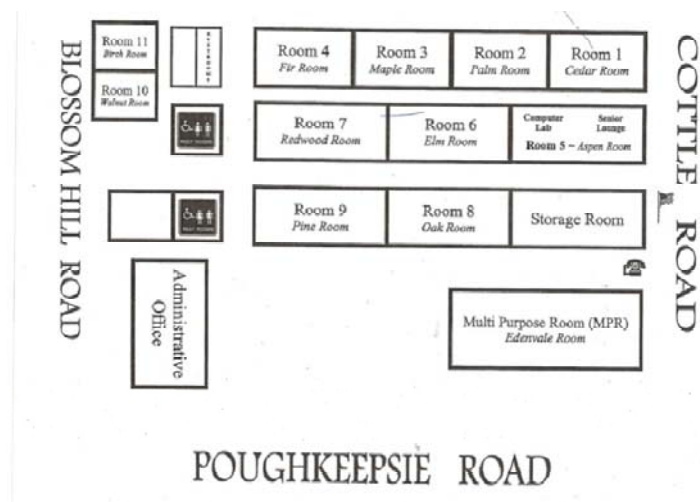 BLOSSOM HILL ROAD
Room 11
Birch Room
Room 10
Walnut Room
Room 4
Fir Room
Room 3
Maple Room
Room 2
Palm Room
Room 1
Cedar Room
COTTLE ROAD
Room 7
Redwood Room
Room 6
Elm Room
Computer Lab
Senior Lounge
Room 5 ~ Aspen Room
Room 9
Pine Room
Room 8
Oak Room
Storage Room
Administrative
Office
Multi Purpose Room (MPR)
Edenvale Room
POUGHKEEPSIE ROAD